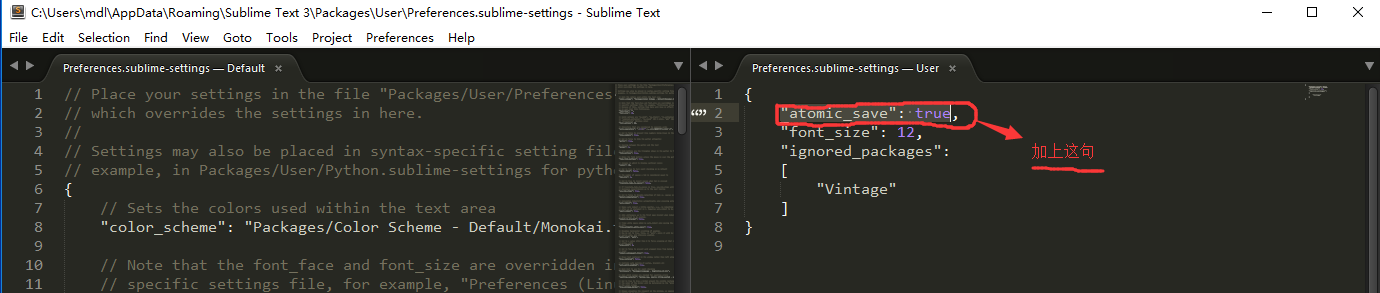 C:\Users\mdl\AppData\Roaming\Sublime Text 3\Packages\User\Preferences.sublime-settings - Sublime Text
File Edit Selection Find View Goto Tools Project Preferences Help
Preferences.sublime-settings — Default ×
1 // Place your settings in the file "Packages/User/Preferences
2 // which overrides the settings in here.
3 //
4 // Settings may also be placed in syntax-specific setting fil
5 // example, in Packages/User/Python.sublime-settings for pyth
6 {
7 // Sets the colors used within the text area
8 "color_scheme": "Packages/Color Scheme - Default/Monokai.
9
10 // Note that the font_face and font_size are overridden i
11 // specific settings file, for example, "Preferences (Lin
Preferences.sublime-settings — User ×
1 {
2 "atomic_save": true,
3 "font_size": 12,
4 "ignored_packages":
5 [
6 "Vintage"
7 ]
8 }
9
加上这句